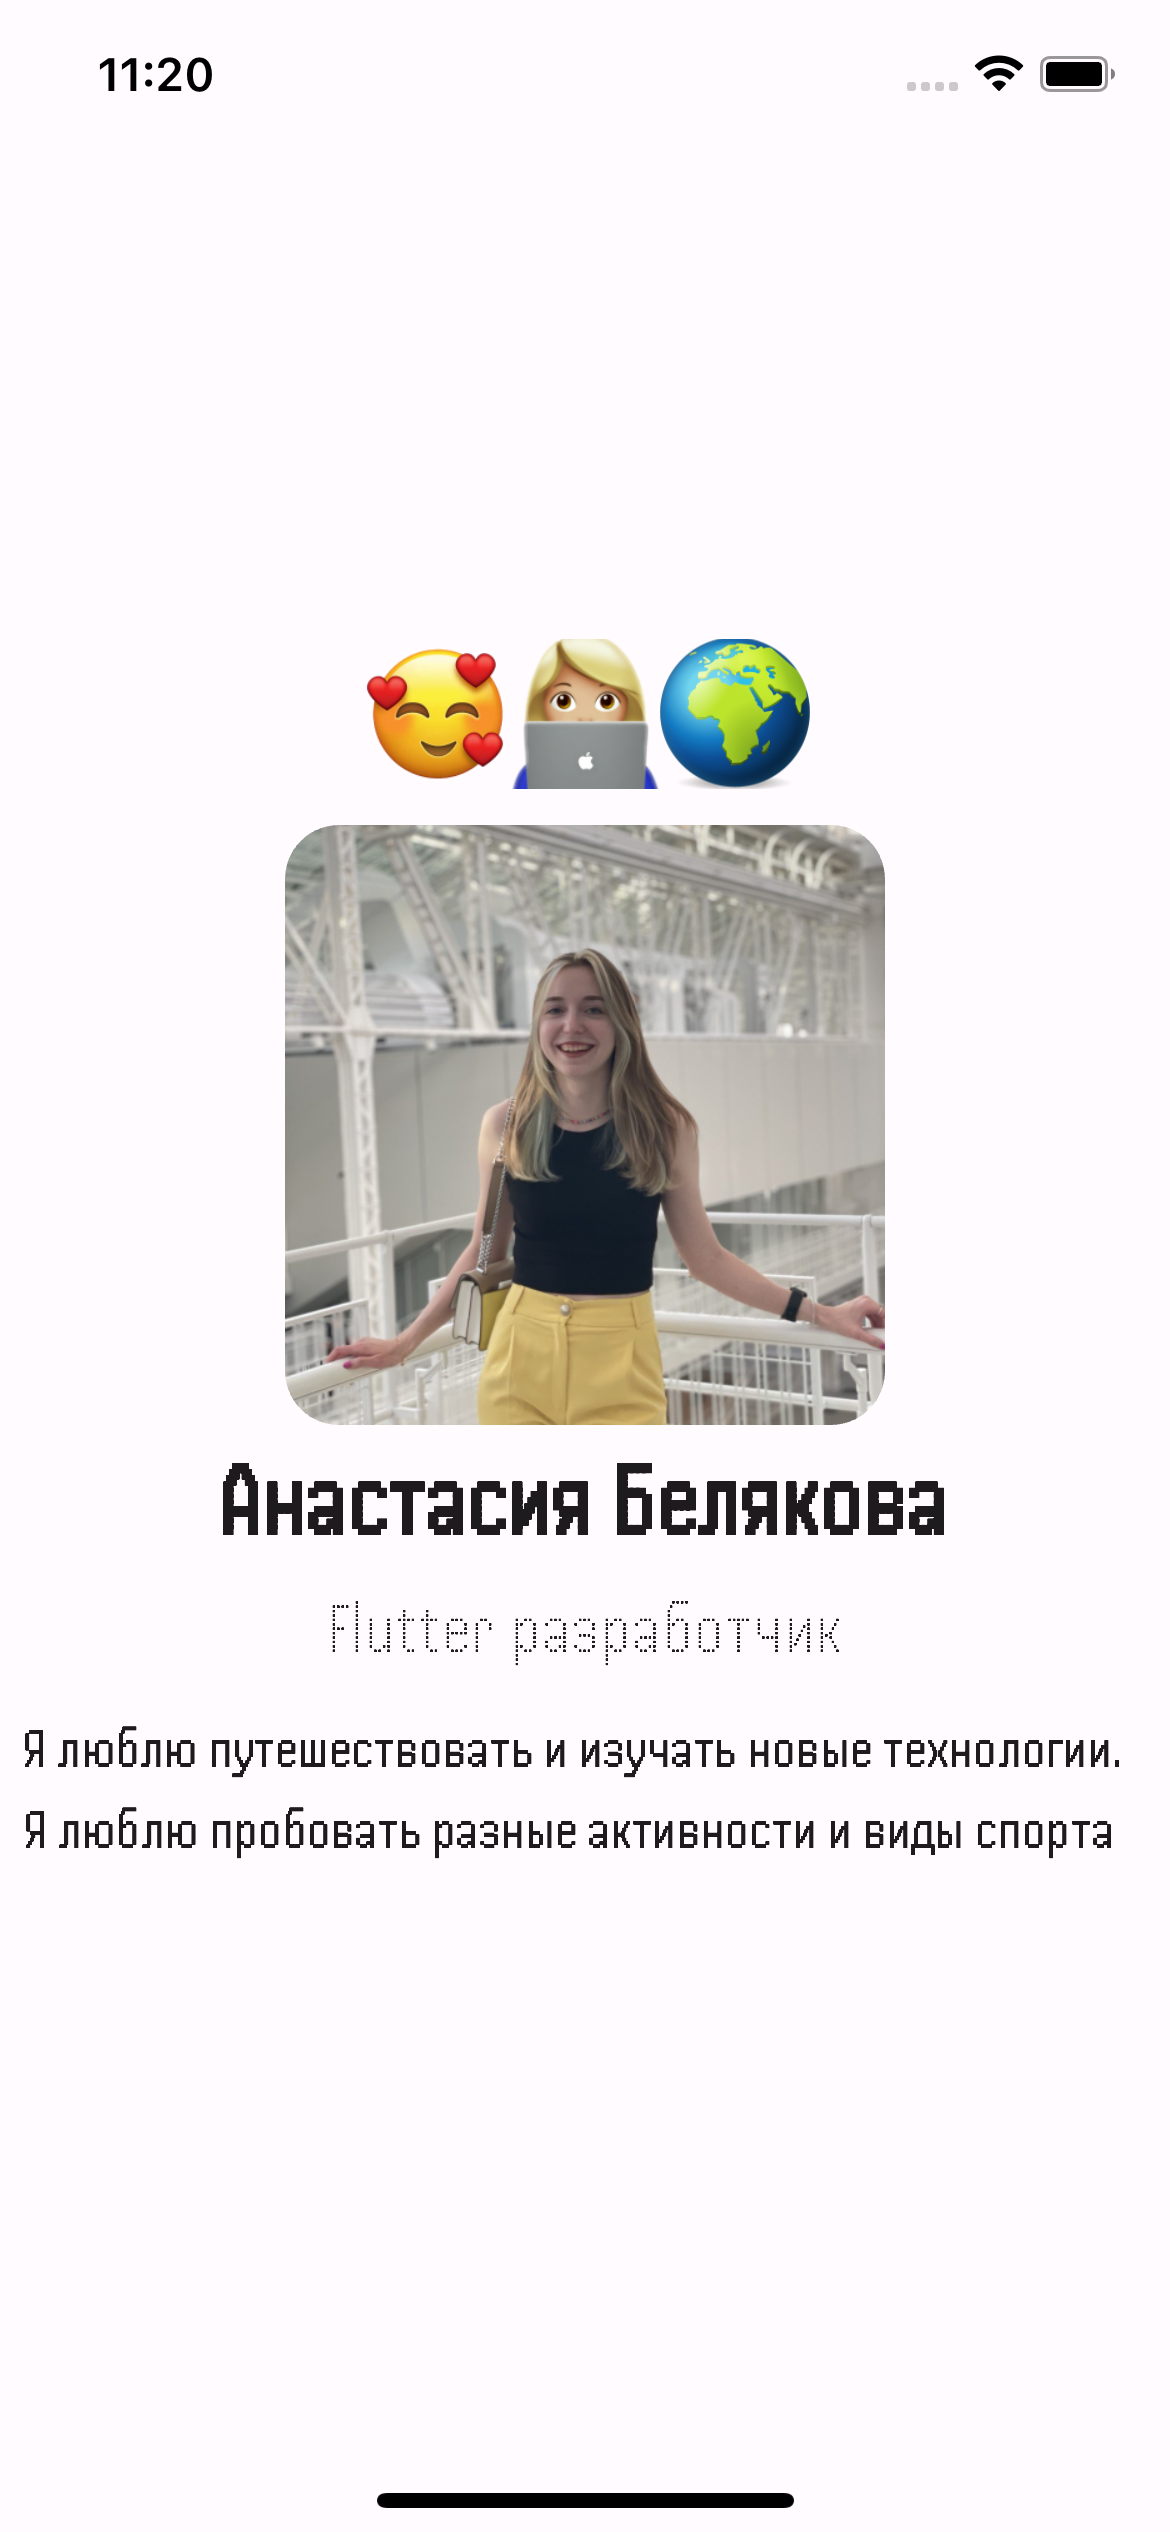 11:20
Анастасия Белякова
Flutter разработчик
Я люблю путешествовать и изучать новые технологии.
Я люблю пробовать разные активности и виды спорта